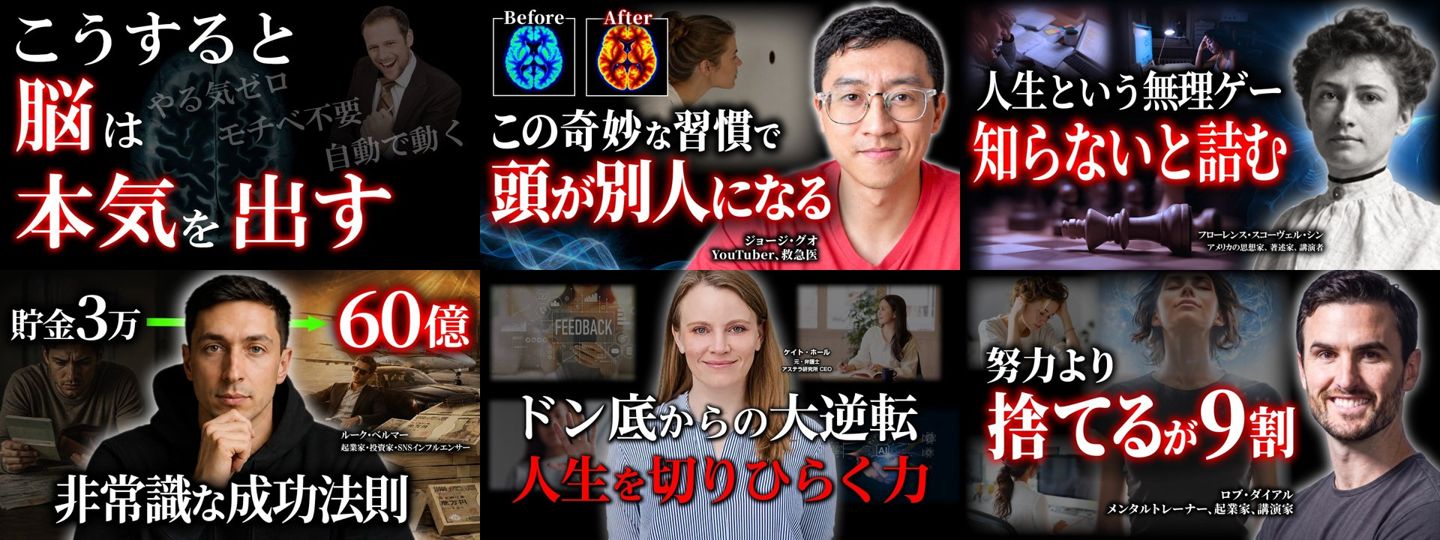 こうすると
脳は
やる気ゼロ
モチベ不要
自動で動く
本気を出す
Before
After
この奇妙な習慣で
頭が別人になる
ジョージ・グオ
YouTuber、救急医
人生という無理ゲー
知らないと詰む
フローレンス・スコーヴェル・シン
アメリカの思想家、著述家、講演者
貯金3万
60億
ルーク・ベルマー
起業家・投資家・SNSインフルエンサー
非常識な成功法則
FEEDBACK
ケイト・ホール
元・弁護士
アステラ研究所 CEO
ドン底からの大逆転
AI
人生を切りひらく力
努力より
捨てるが9割
ロブ・ダイアル
メンタルトレーナー、起業家、講演家